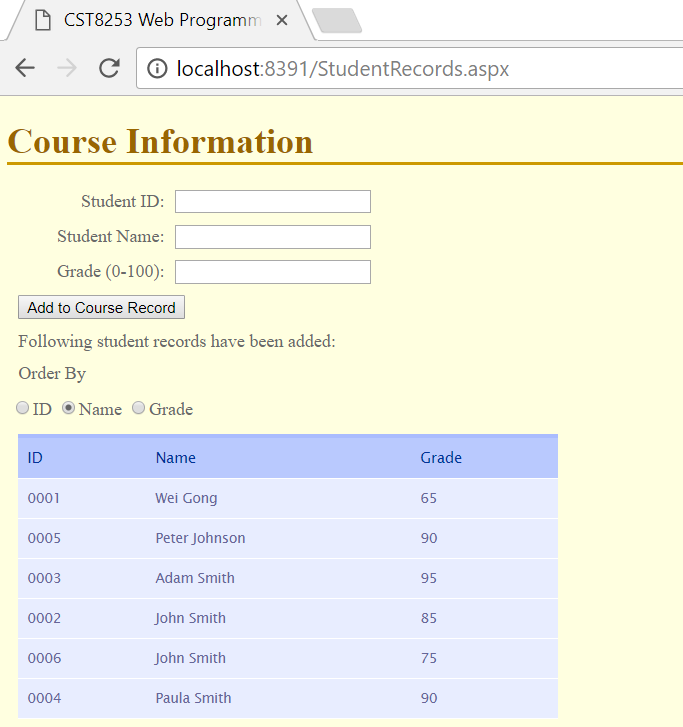 CST8253 Web Programm
localhost:8391/StudentRecords.aspx
Course Information
Student ID:
Student Name:
Grade (0-100):
Add to Course Record
Following student records have been added:
Order By
ID Name Grade
ID Name Grade
0001 Wei Gong 65
0005 Peter Johnson 90
0003 Adam Smith 95
0002 John Smith 85
0006 John Smith 75
0004 Paula Smith 90